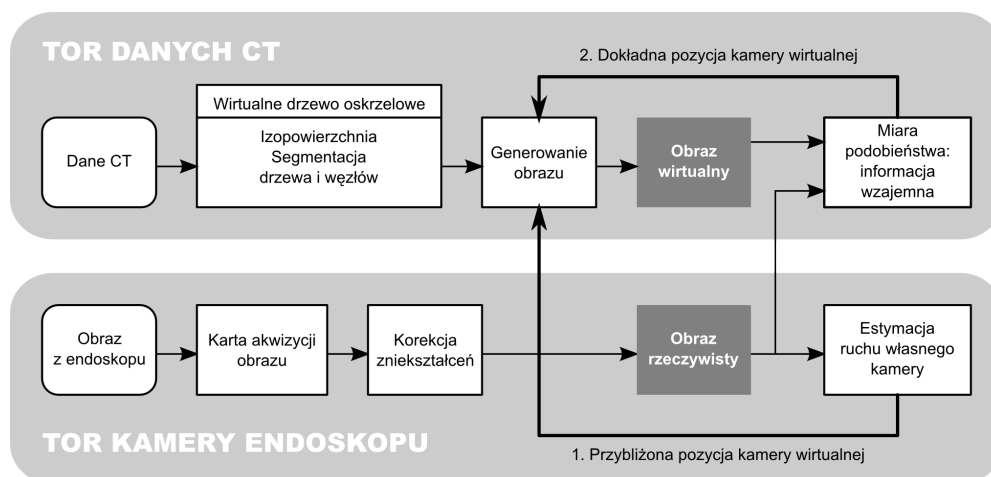 TOR DANYCH CT
2. Dokładna pozycja kamery wirtualnej
Dane CT
Wirtualne drzewo oskrzelowe
Izopowierzchnia
Segmentacja
drzewa i węzłów
Generowanie
obrazu
Obraz
wirtualny
Miara
podobieństwa:
informacja
wzajemna
Obraz
z endoskopu
Karta akwizycji
obrazu
Korekcja
zniekształceń
Obraz
rzeczywisty
Estymacja
ruchu własnego
kamery
TOR KAMERY ENDOSKOPU
1. Przybliżona pozycja kamery wirtualnej